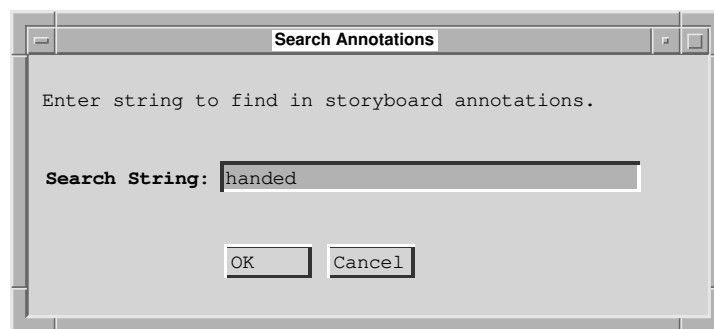 Search Annotations
Enter string to find in storyboard annotations.
Search String: handed
OK Cancel